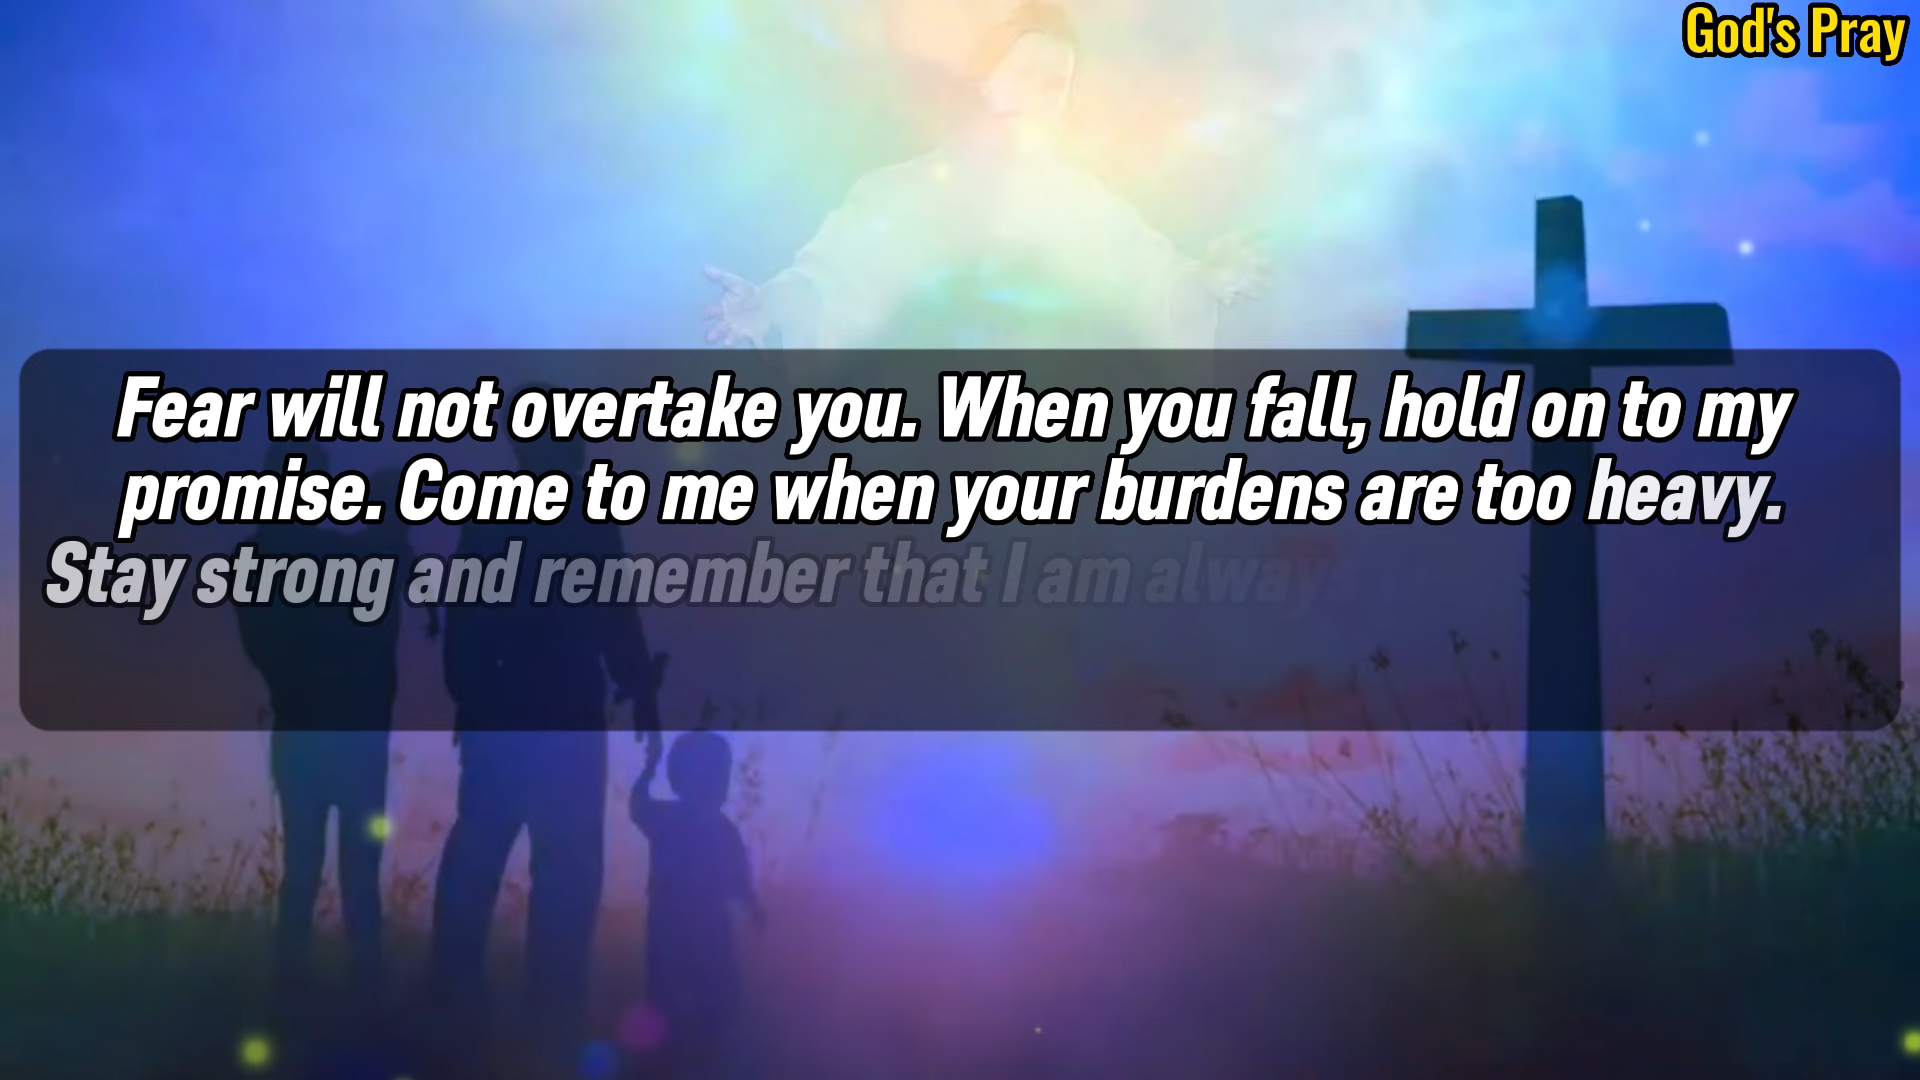 God's Pray
Fear will not overtake you. When you fall, hold on to my
promise. Come to me when your burdens are too heavy.
Stay strong and remember that I am always